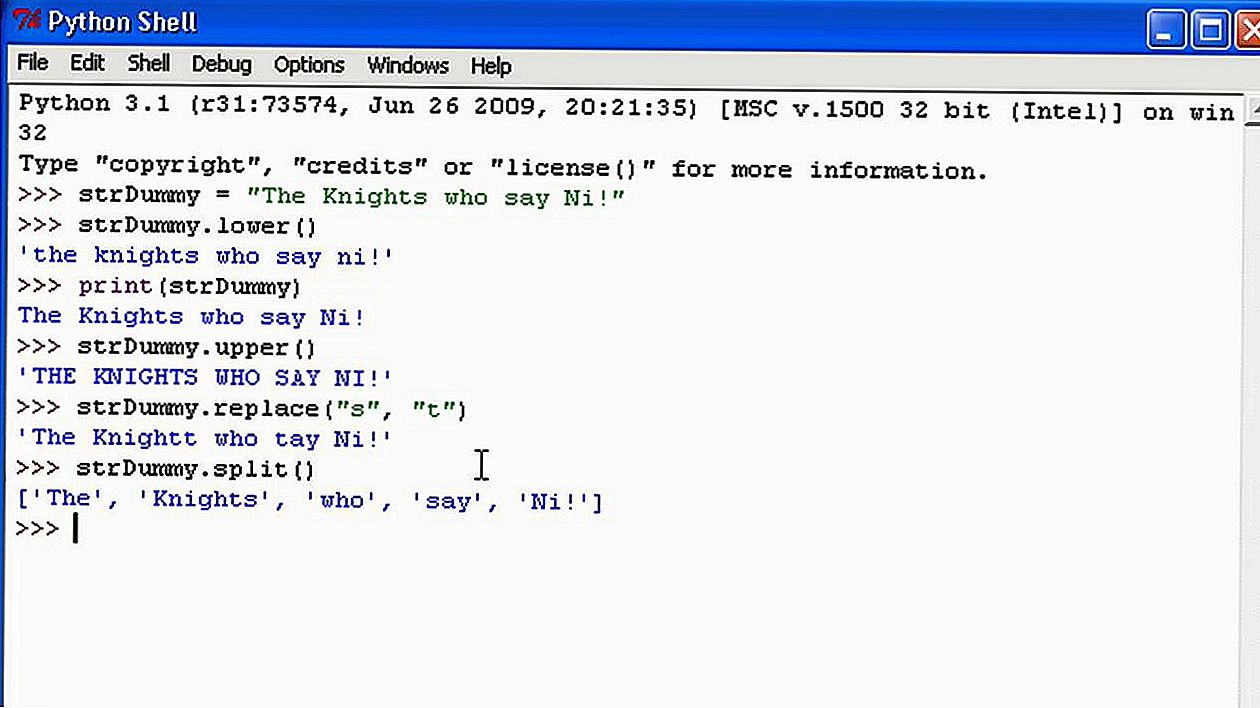 Python Shell
File Edit Shell Debug Options Windows Help
Python 3.1 (r31:73574, Jun 26 2009, 20:21:35) [MSC v.1500 32 bit (Intel)] on win
32
Type "copyright", "credits" or "license()" for more information.
>>> strDummy = "The Knights who say Ni!"
>>> strDummy.lower()
'the knights who say ni!'
>>> print(strDummy)
The Knights who say Ni!
>>> strDummy.upper()
'THE KNIGHTS WHO SAY NI!'
>>> strDummy.replace("s", "t")
'The Knightt who tay Ni!'
>>> strDummy.split()
['The', 'Knights', 'who', 'say', 'Ni!']
>>>